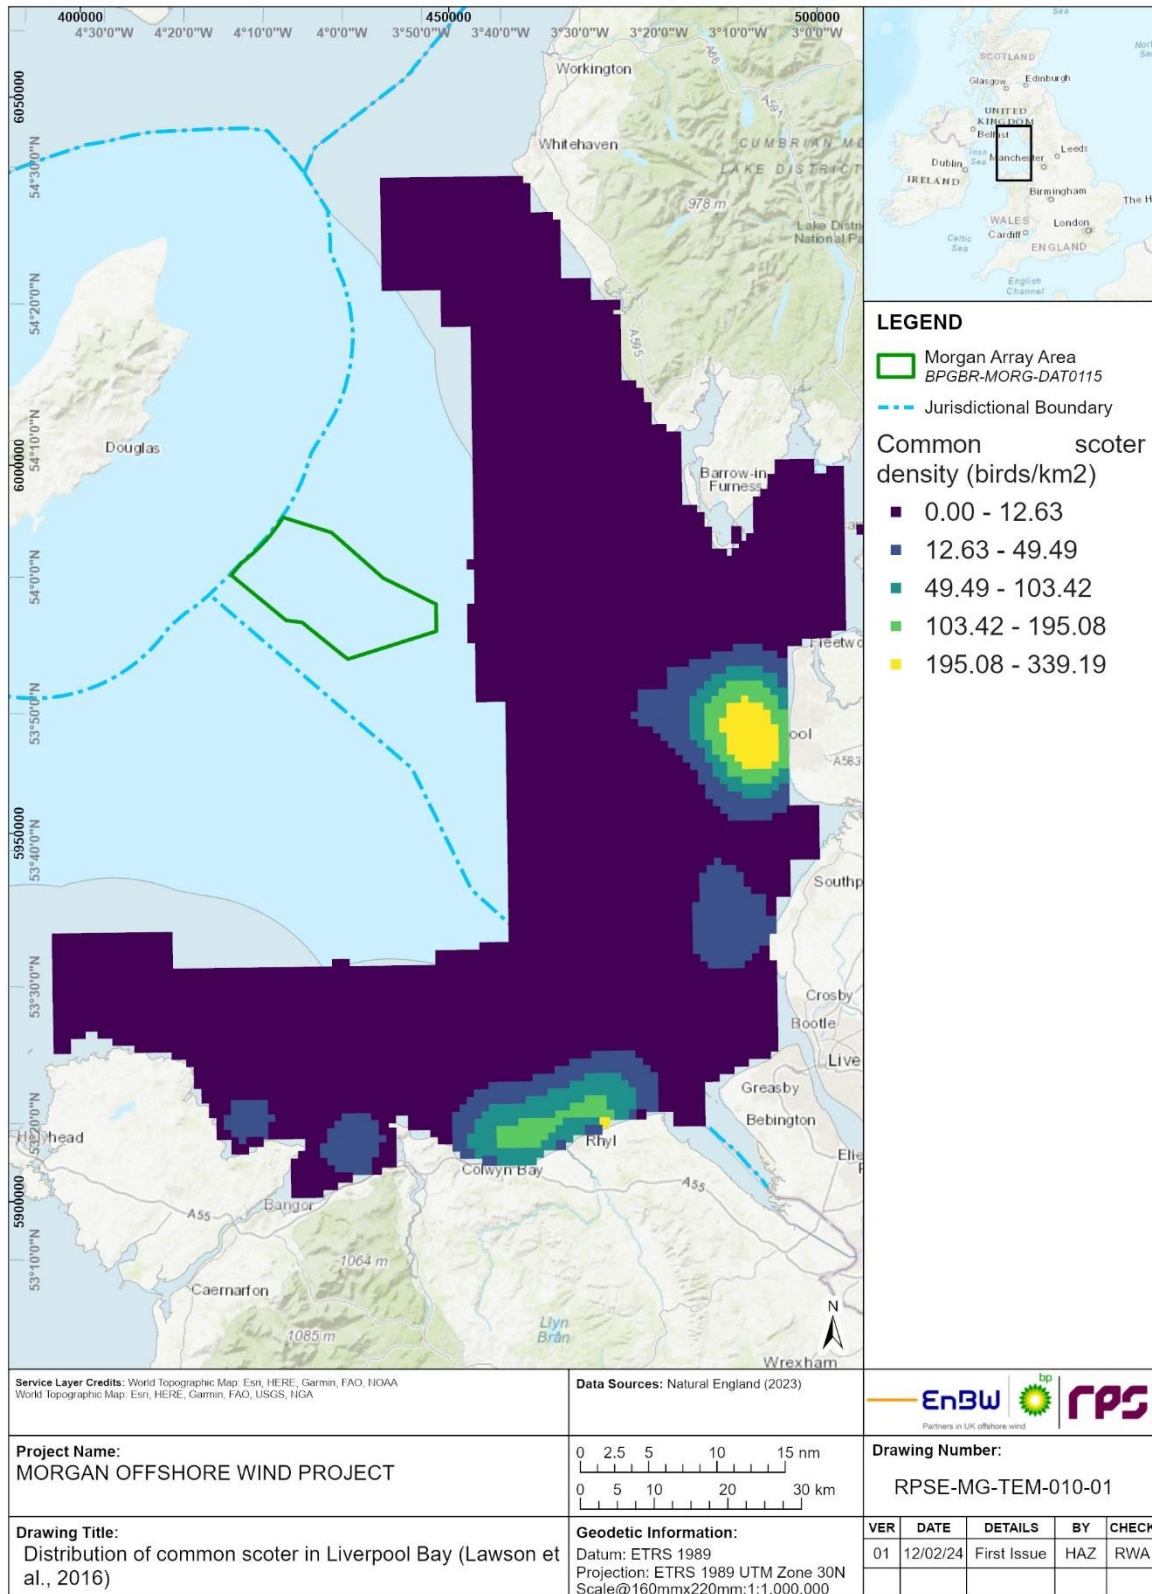 400000
450000
500000
4°30'0"W
4°20'0"W
4°10'0"W
4°0'0"W
3°50'0"W
3°40'0"W
3°30'0"W
3°20'0"W
3°10'0"W
3°0'0"W
6050000
54°30'0"N
54°20'0"N
54°10'0"N
6000000
54°0'0"N
53°50'0"N
5950000
53°40'0"N
53°30'0"N
53°20'0"N
5900000
53°10'0"N
Workington
A66
A591
Whitehaven
CUMBRIAN MO
LAKE DISTRICT
978 m
Lake Distri
National Pa
A595
Douglas
Barrow-in
Furness
Fleetwo
ool
A583
Southp
Crosby
Bootle
Live
Greasby
Bebington
Elle
Holyhead
Rhyl
Colwyn Bay
A55
Bangor
A55
Caernarfon
1064 m
1085 m
Llyn
Brân
Wrexham
N
SCOTLAND
Glasgow
Edinburgh
Nort
Se
UNITED
KINGDOM
Belfast
Irish
Sea
Leeds
Manchester
Dublin
IRELAND
Birmingham
The H
WALES
Cardiff
London
ENGLAND
Celtic
Sea
English
Channel
LEGEND
Morgan Array Area
BPGBR-MORG-DAT0115
Jurisdictional Boundary
Common scoter
density (birds/km2)
0.00 - 12.63
12.63 - 49.49
49.49 - 103.42
103.42 - 195.08
195.08 - 339.19
Service Layer Credits: World Topographic Map: Esri, HERE, Garmin, FAO, NOAA
World Topographic Map: Esri, HERE, Garmin, FAO, USGS, NGA
Data Sources: Natural England (2023)
EnBW
bp
rps
Partners in UK offshore wind
Project Name:
MORGAN OFFSHORE WIND PROJECT
0 2.5 5 10 15 nm
0 5 10 20 30 km
Drawing Number:
RPSE-MG-TEM-010-01
Drawing Title:
Distribution of common scoter in Liverpool Bay (Lawson et
al., 2016)
Geodetic Information:
Datum: ETRS 1989
Projection: ETRS 1989 UTM Zone 30N
Scale@160mmx220mm:1:1,000,000
VER DATE DETAILS BY CHECK
01 12/02/24 First Issue HAZ RWA